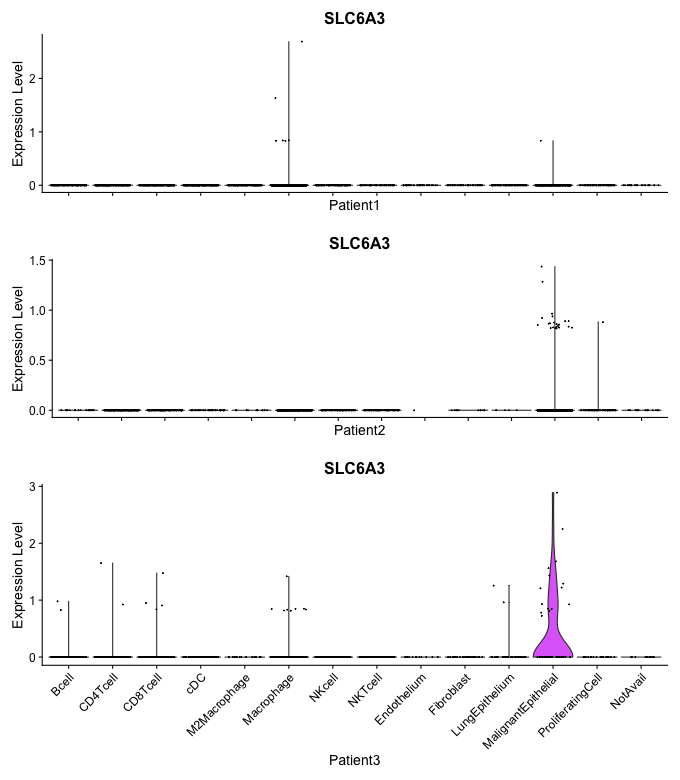 SLC6A3
Expression Level
2
1
0
Patient1
SLC6A3
Expression Level
1.5
1.0
0.5
0.0
Patient2
SLC6A3
Expression Level
3
2
1
0
Bcell
CD4Tcell
CD8Tcell
cDC
M2Macrophage
Macrophage
NKcell
NKTcell
Endothelium
Fibroblast
LungEpithelium
MalignantEpithelial
ProliferatingCell
NotAvail
Patient3